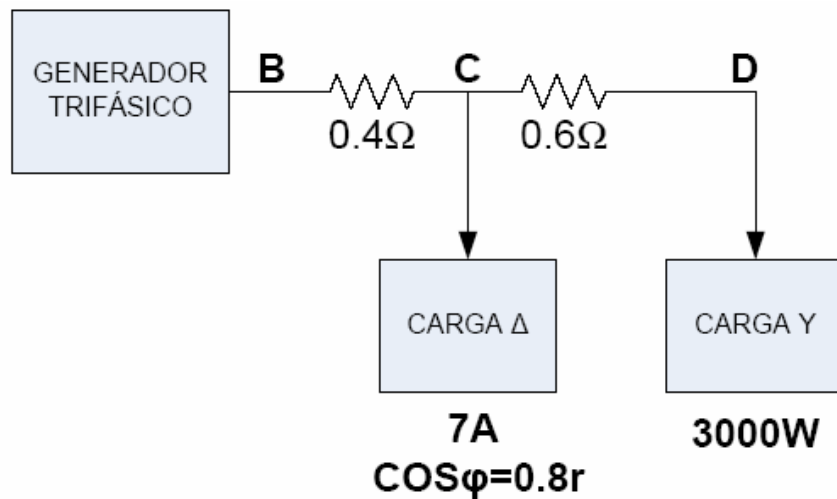 GENERADOR
TRIFÁSICO
B
C
D
0.4Ω
0.6Ω
CARGA Δ
CARGA Y
7A
COSφ=0.8r
3000W